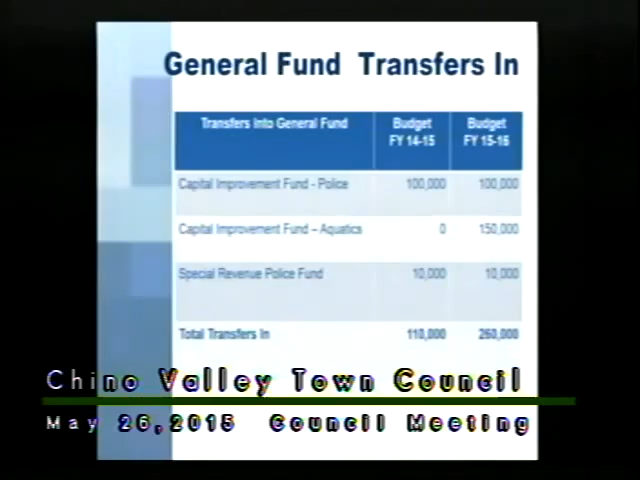 General Fund Transfers In
Transfers Into General Fund Budget Budget
FY 14-15 FY 15-16
Capital Improvement Fund - Police 100,000 100,000
Capital Improvement Fund – Aquatics 0 150,000
Special Revenue Police Fund 10,000 10,000
Total Transfers In 110,000 260,000
Chino Valley Town Council
May 26,2015 Council Meeting